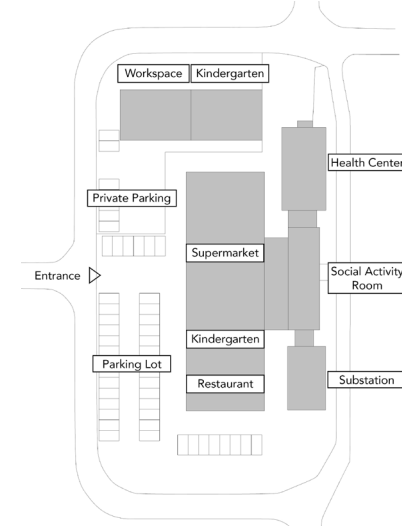 Workspace
Kindergarten
Health Center
Private Parking
Supermarket
Entrance
Social Activity
Room
Kindergarten
Parking Lot
Restaurant
Substation